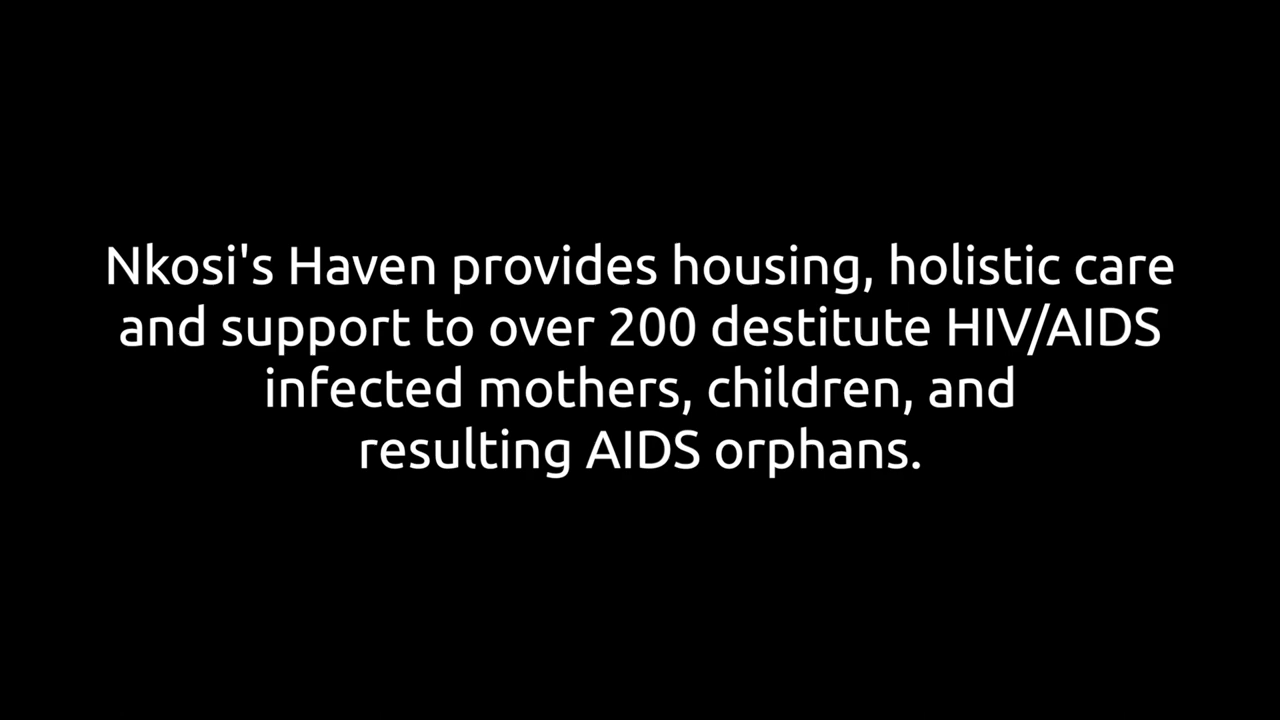 Nkosi's Haven provides housing, holistic care
and support to over 200 destitute HIV/AIDS
infected mothers, children, and
resulting AIDS orphans.